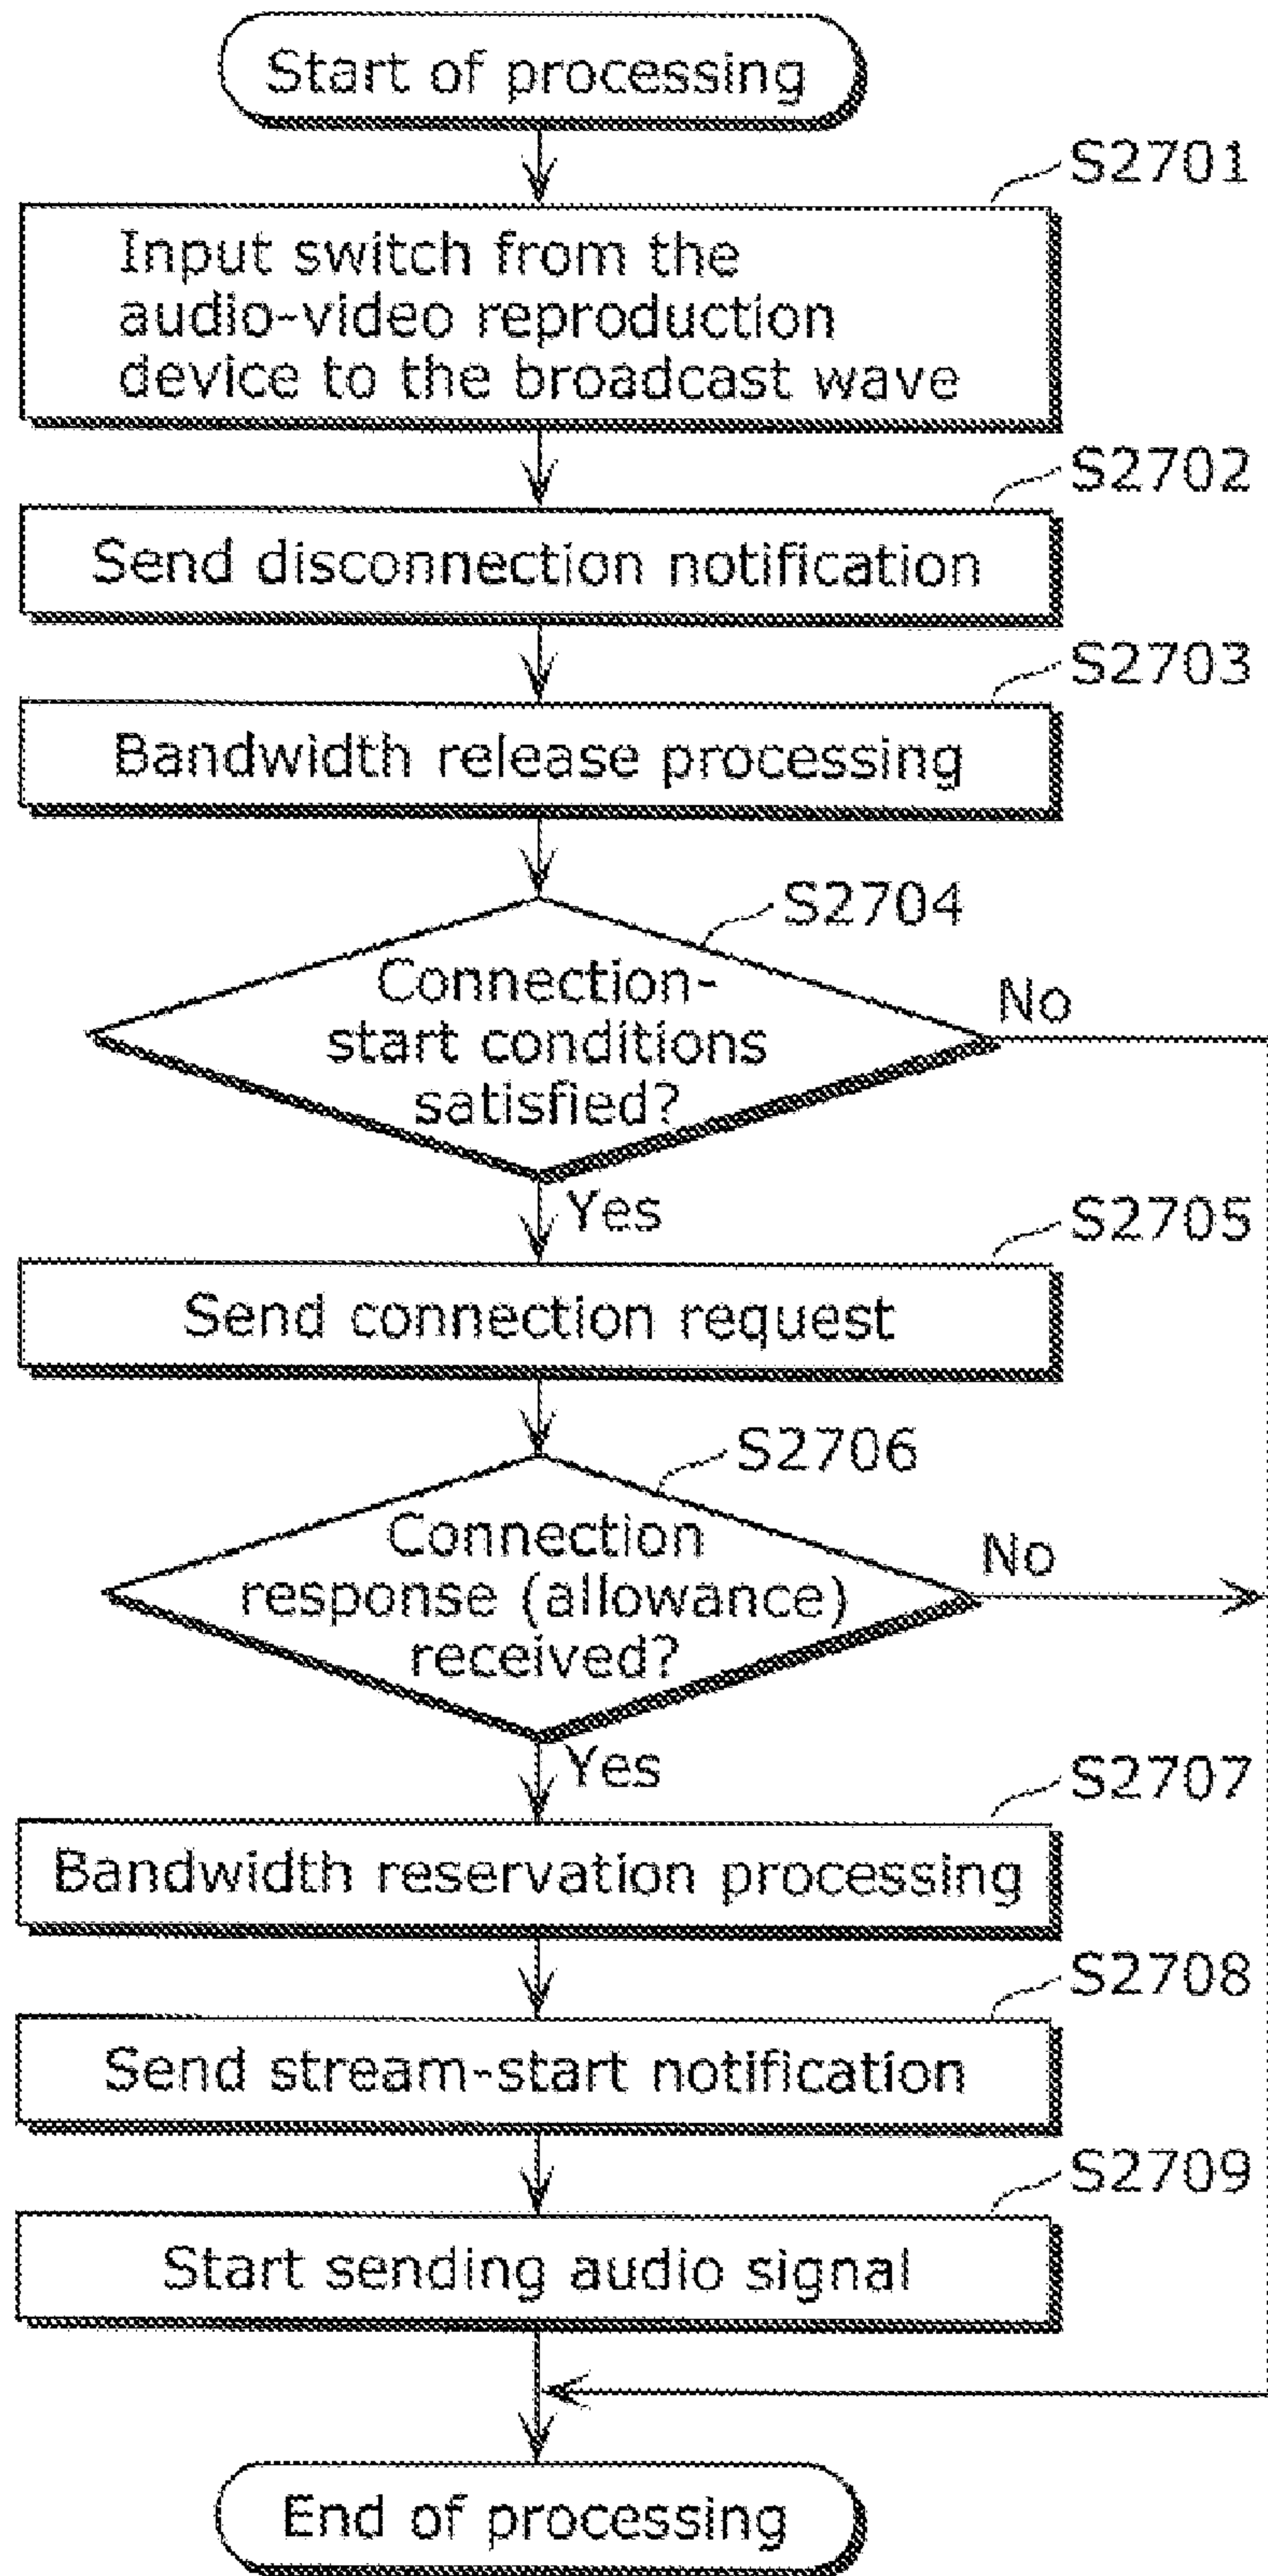 Start of processing
S2701
Input switch from the
audio-video reproduction
device to the broadcast wave
S2702
Send disconnection notification
S2703
Bandwidth release processing
S2704
Connection-
start conditions
satisfied?
No
Yes
S2705
Send connection request
S2706
Connection
response (allowance)
received?
No
Yes
S2707
Bandwidth reservation processing
S2708
Send stream-start notification
S2709
Start sending audio signal
End of processing